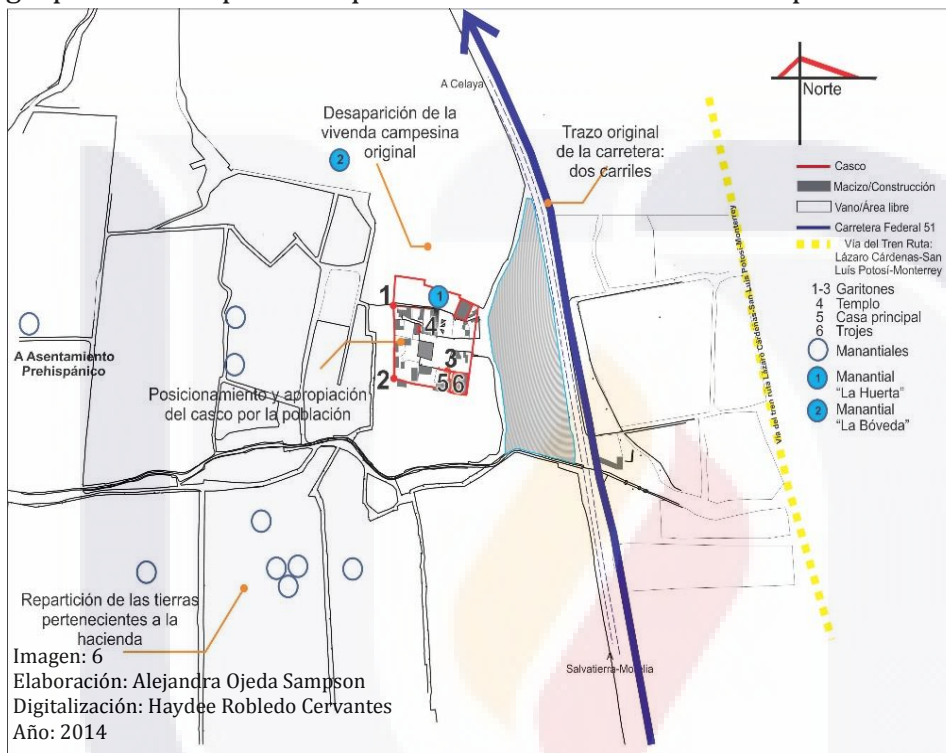 A Celaya
Norte
Desaparición de la
vivenda campesina
original
2
Trazo original
de la carretera:
dos carriles
Casco
Macizo/Construcción
Vano/Área libre
Carretera Federal 51
Vía del Tren Ruta:
Lázaro Cárdenas-San
Luís Potosí-Monterrey
1-3 Garitones
4 Templo
5 Casa principal
6 Trojes
Manantiales
1 Manantial
"La Huerta"
2 Manantial
"La Bóveda"
Vía del tren ruta Lázaro Cárdenas-San Luis Potosí Monterrey
1
1
4
3
2
5 6
A Asentamiento
Prehispánico
Posicionamiento y apropiación
del casco por la población
Repartición de las tierras
pertenecientes a la
hacienda
A
Salvatierra-Morelia
Imagen: 6
Elaboración: Alejandra Ojeda Sampson
Digitalización: Haydee Robledo Cervantes
Año: 2014